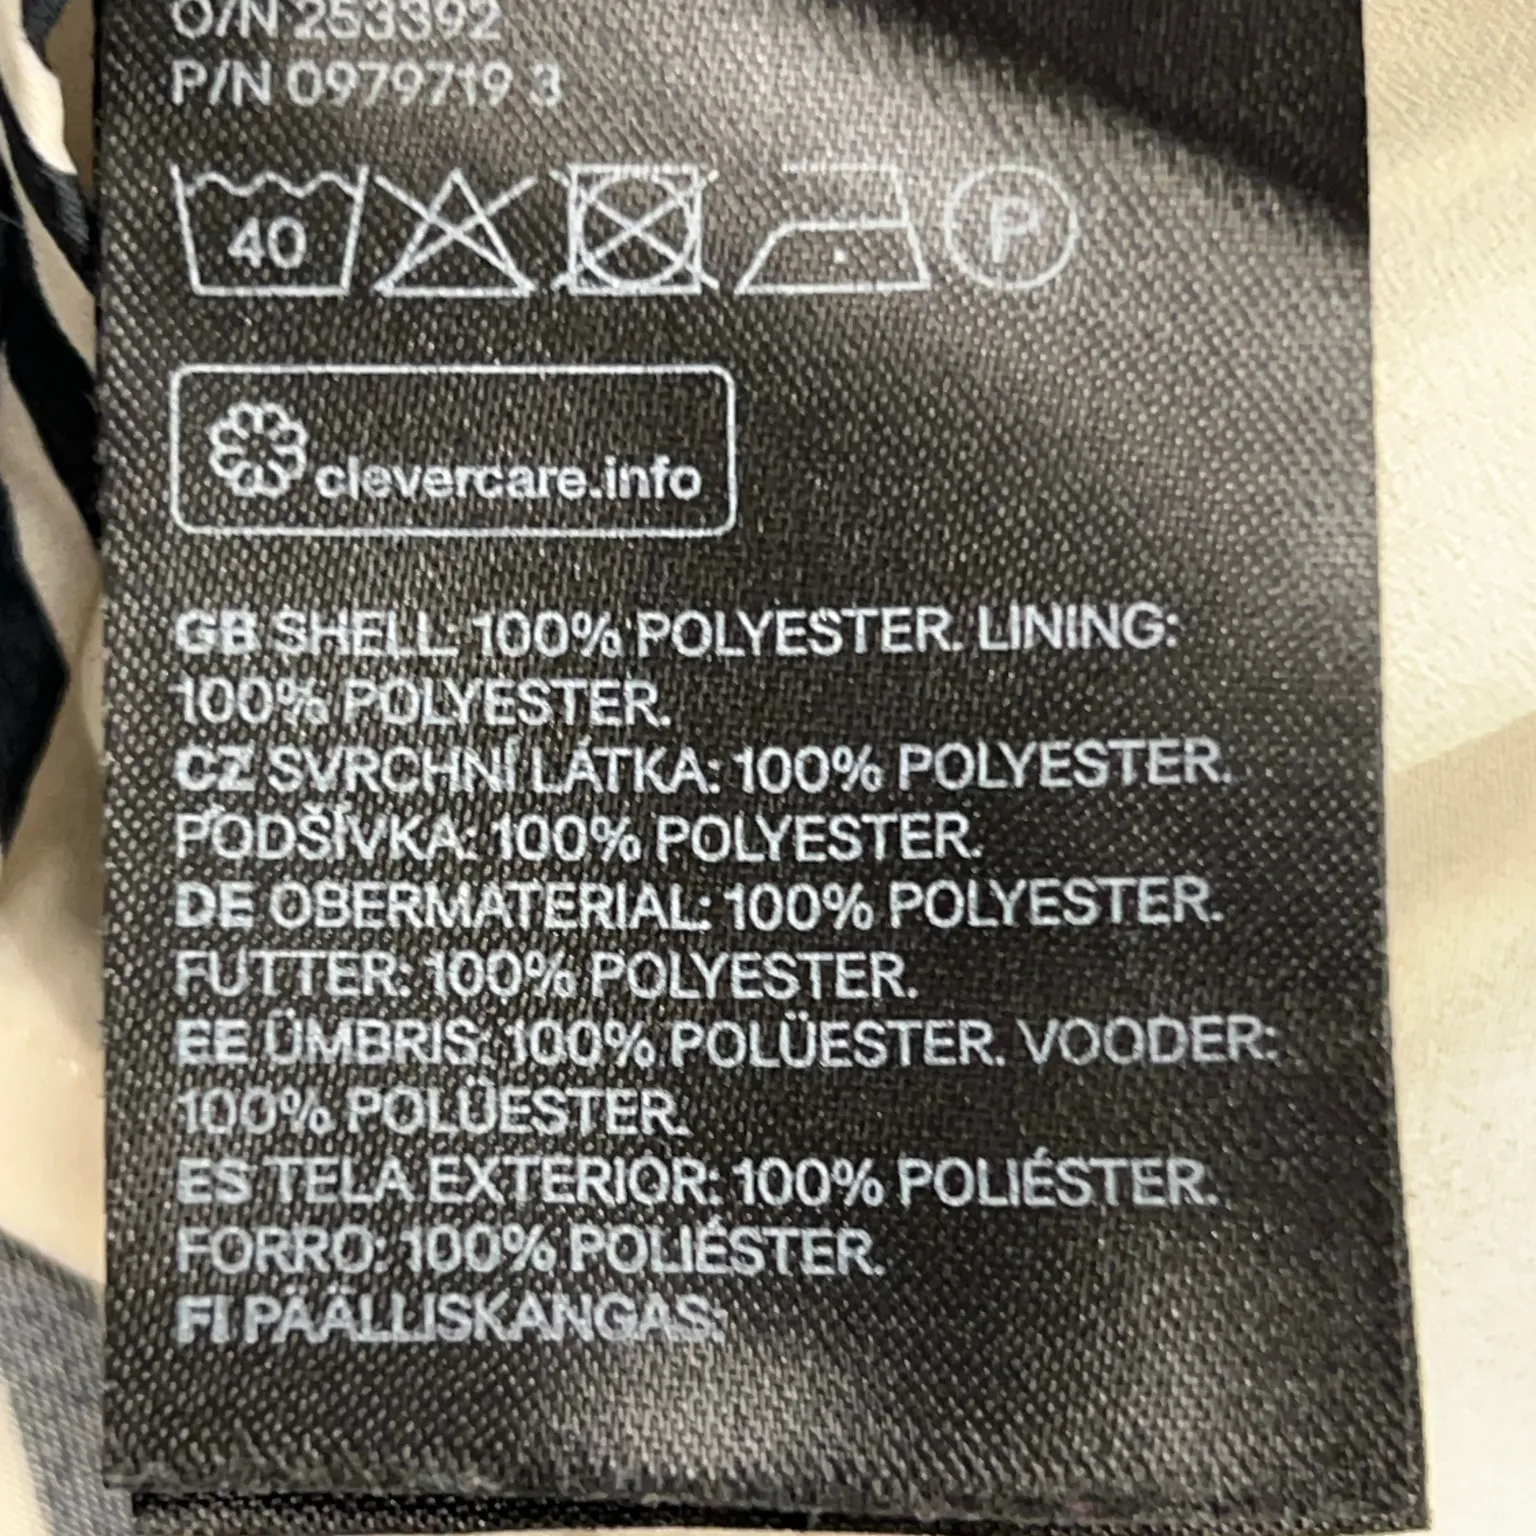 O/N 253392
P/N 0979719 3
40
P
clevercare.info
GB SHELL: 100% POLYESTER. LINING:
100% POLYESTER.
CZ SVRCHNÍ LÁTKA: 100% POLYESTER.
PODŠÍVKA: 100% POLYESTER.
DE OBERMATERIAL: 100% POLYESTER.
FUTTER: 100% POLYESTER.
EE ÜMBRIS: 100% POLÜESTER. VOODER:
100% POLÜESTER.
ES TELA EXTERIOR: 100% POLIÉSTER.
FORRO: 100% POLIÉSTER.
FI PÄÄLLISKANGAS: